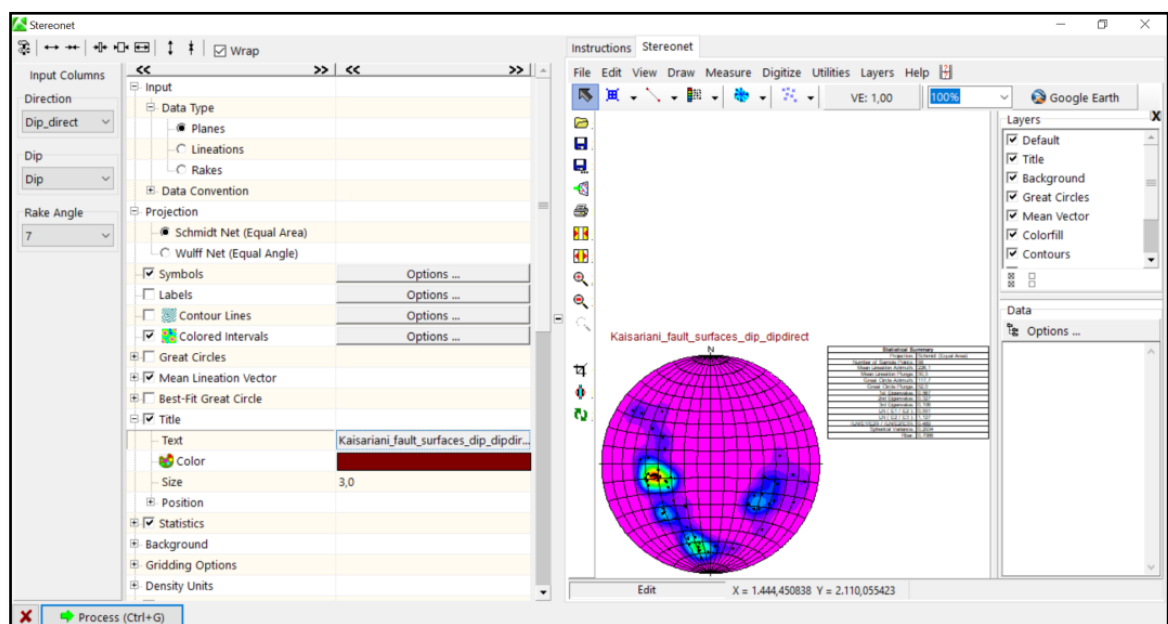 Stereonet
Wrap
Input Columns
Direction
Dip_direct
Dip
Dip
Rake Angle
7
<< >> << >>
Input
Data Type
Planes
Lineations
Rakes
Data Convention
Projection
Schmidt Net (Equal Area)
Wulff Net (Equal Angle)
Symbols Options ...
Labels Options ...
Contour Lines Options ...
Colored Intervals Options ...
Great Circles
Mean Lineation Vector
Best-Fit Great Circle
Title
Text Kaisariani_fault_surfaces_dip_dipdir...
Color
Size 3,0
Position
Statistics
Background
Gridding Options
Density Units
Process (Ctrl+G)
Instructions Stereonet
File Edit View Draw Measure Digitize Utilities Layers Help
VE: 1,00 100% Google Earth
Kaisariani_fault_surfaces_dip_dipdirect
N
Statistical Summary
Layers X
Default
Title
Background
Great Circles
Mean Vector
Colorfill
Contours
Data
Options ...
Edit X = 1.444,450838 Y = 2.110,055423